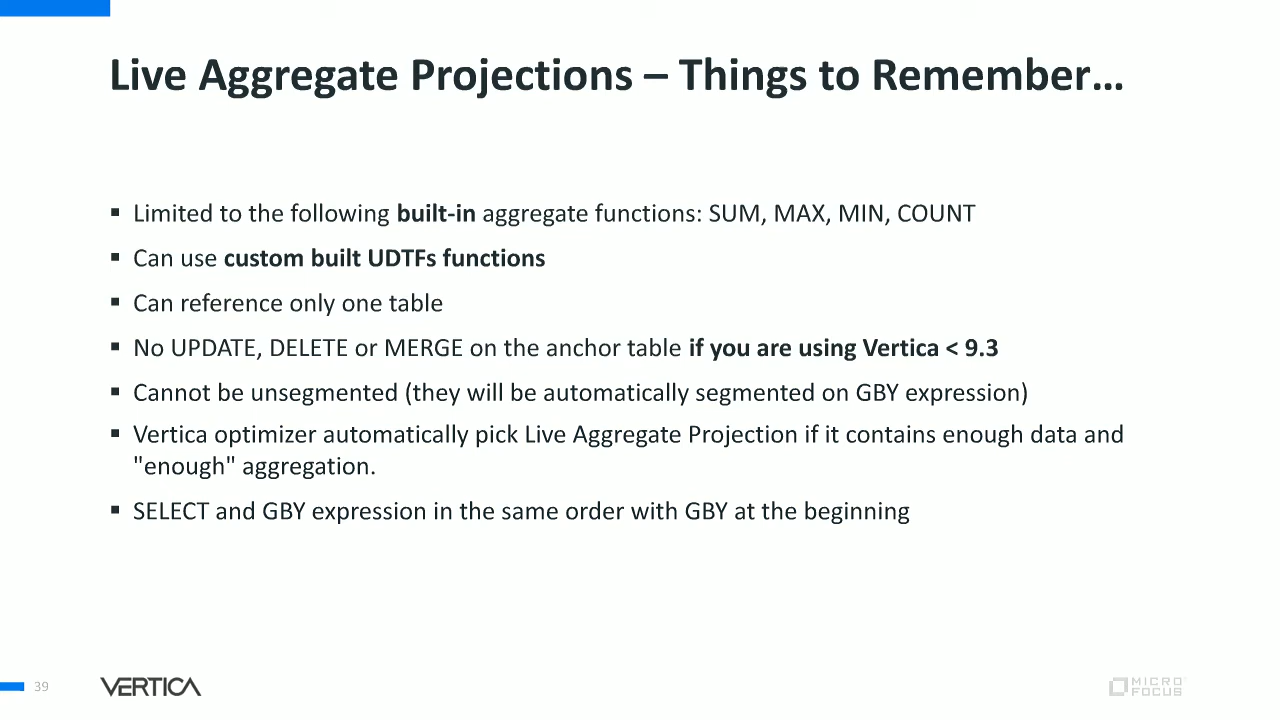 Live Aggregate Projections – Things to Remember…
▪ Limited to the following built-in aggregate functions: SUM, MAX, MIN, COUNT
▪ Can use custom built UDTFs functions
▪ Can reference only one table
▪ No UPDATE, DELETE or MERGE on the anchor table if you are using Vertica < 9.3
▪ Cannot be unsegmented (they will be automatically segmented on GBY expression)
▪ Vertica optimizer automatically pick Live Aggregate Projection if it contains enough data and
"enough" aggregation.
▪ SELECT and GBY expression in the same order with GBY at the beginning
39
VERTICA
MICRO
FOCUS